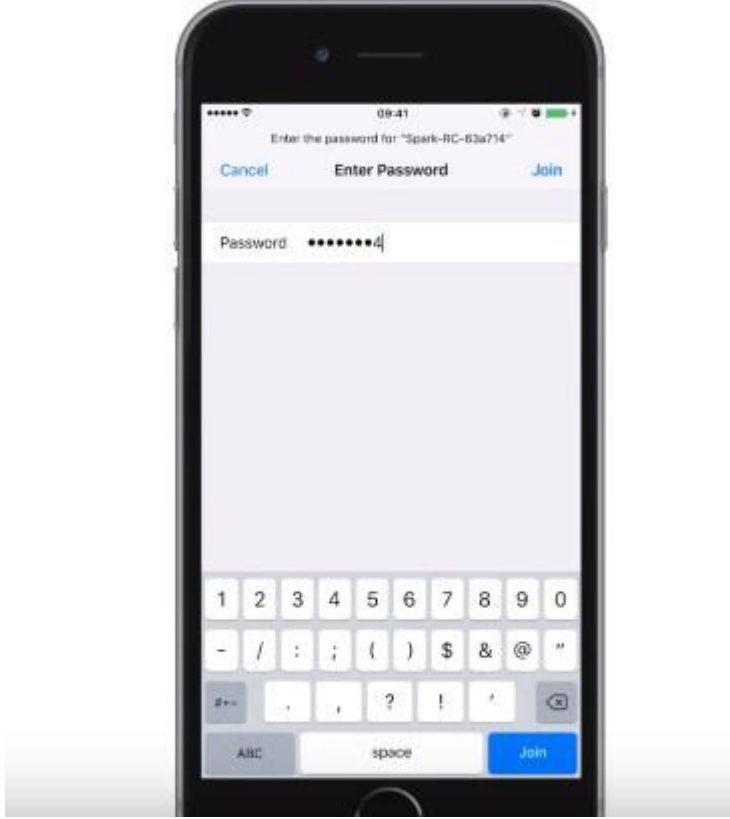 09:41
Enter the password for "Spark-RC-63a714"
Cancel Enter Password Join
Password •••••••4
1 2 3 4 5 6 7 8 9 0
- / : ; ( ) $ & @ "
#+= . , ? ! ' 
ABC space Join